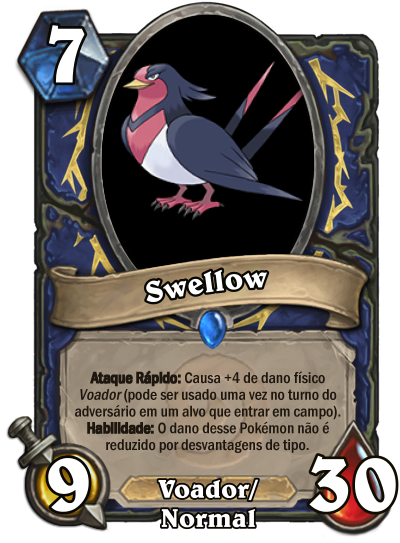 7
Swellow
Ataque Rápido: Causa +4 de dano físico
Voador (pode ser usado uma vez no turno do
adversário em um alvo que entrar em campo).
Habilidade: O dano desse Pokémon não é
reduzido por desvantagens de tipo.
9
Voador/
Normal
30